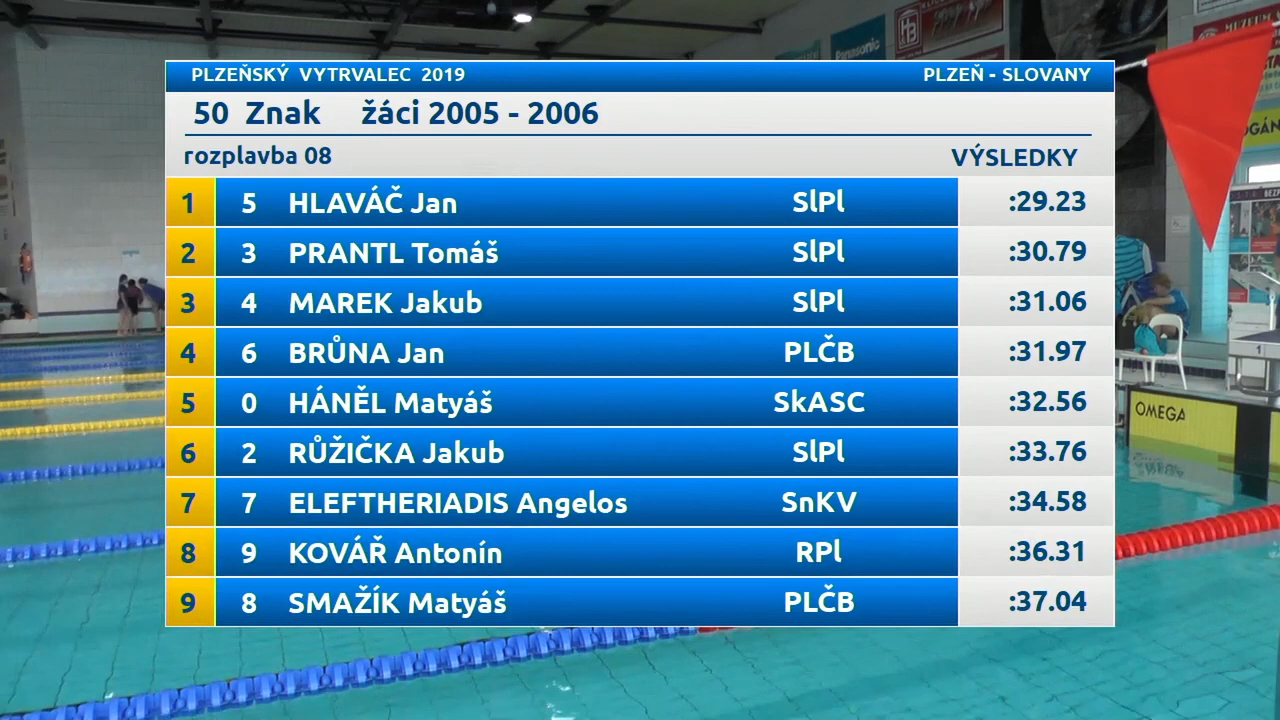 Panasonic
PLZEŇSKÝ VYTRVALEC 2019 PLZEŇ - SLOVANY
50 Znak žáci 2005 - 2006
rozplavba 08 VÝSLEDKY
1 5 HLAVÁČ Jan SlPl :29.23
2 3 PRANTL Tomáš SlPl :30.79
3 4 MAREK Jakub SlPl :31.06
4 6 BRŮNA Jan PLČB :31.97
5 0 HÁNĚL Matyáš SkASC :32.56
6 2 RŮŽIČKA Jakub SlPl :33.76
7 7 ELEFTHERIADIS Angelos SnKV :34.58
8 9 KOVÁŘ Antonín RPl :36.31
9 8 SMAŽÍK Matyáš PLČB :37.04
1
OMEGA